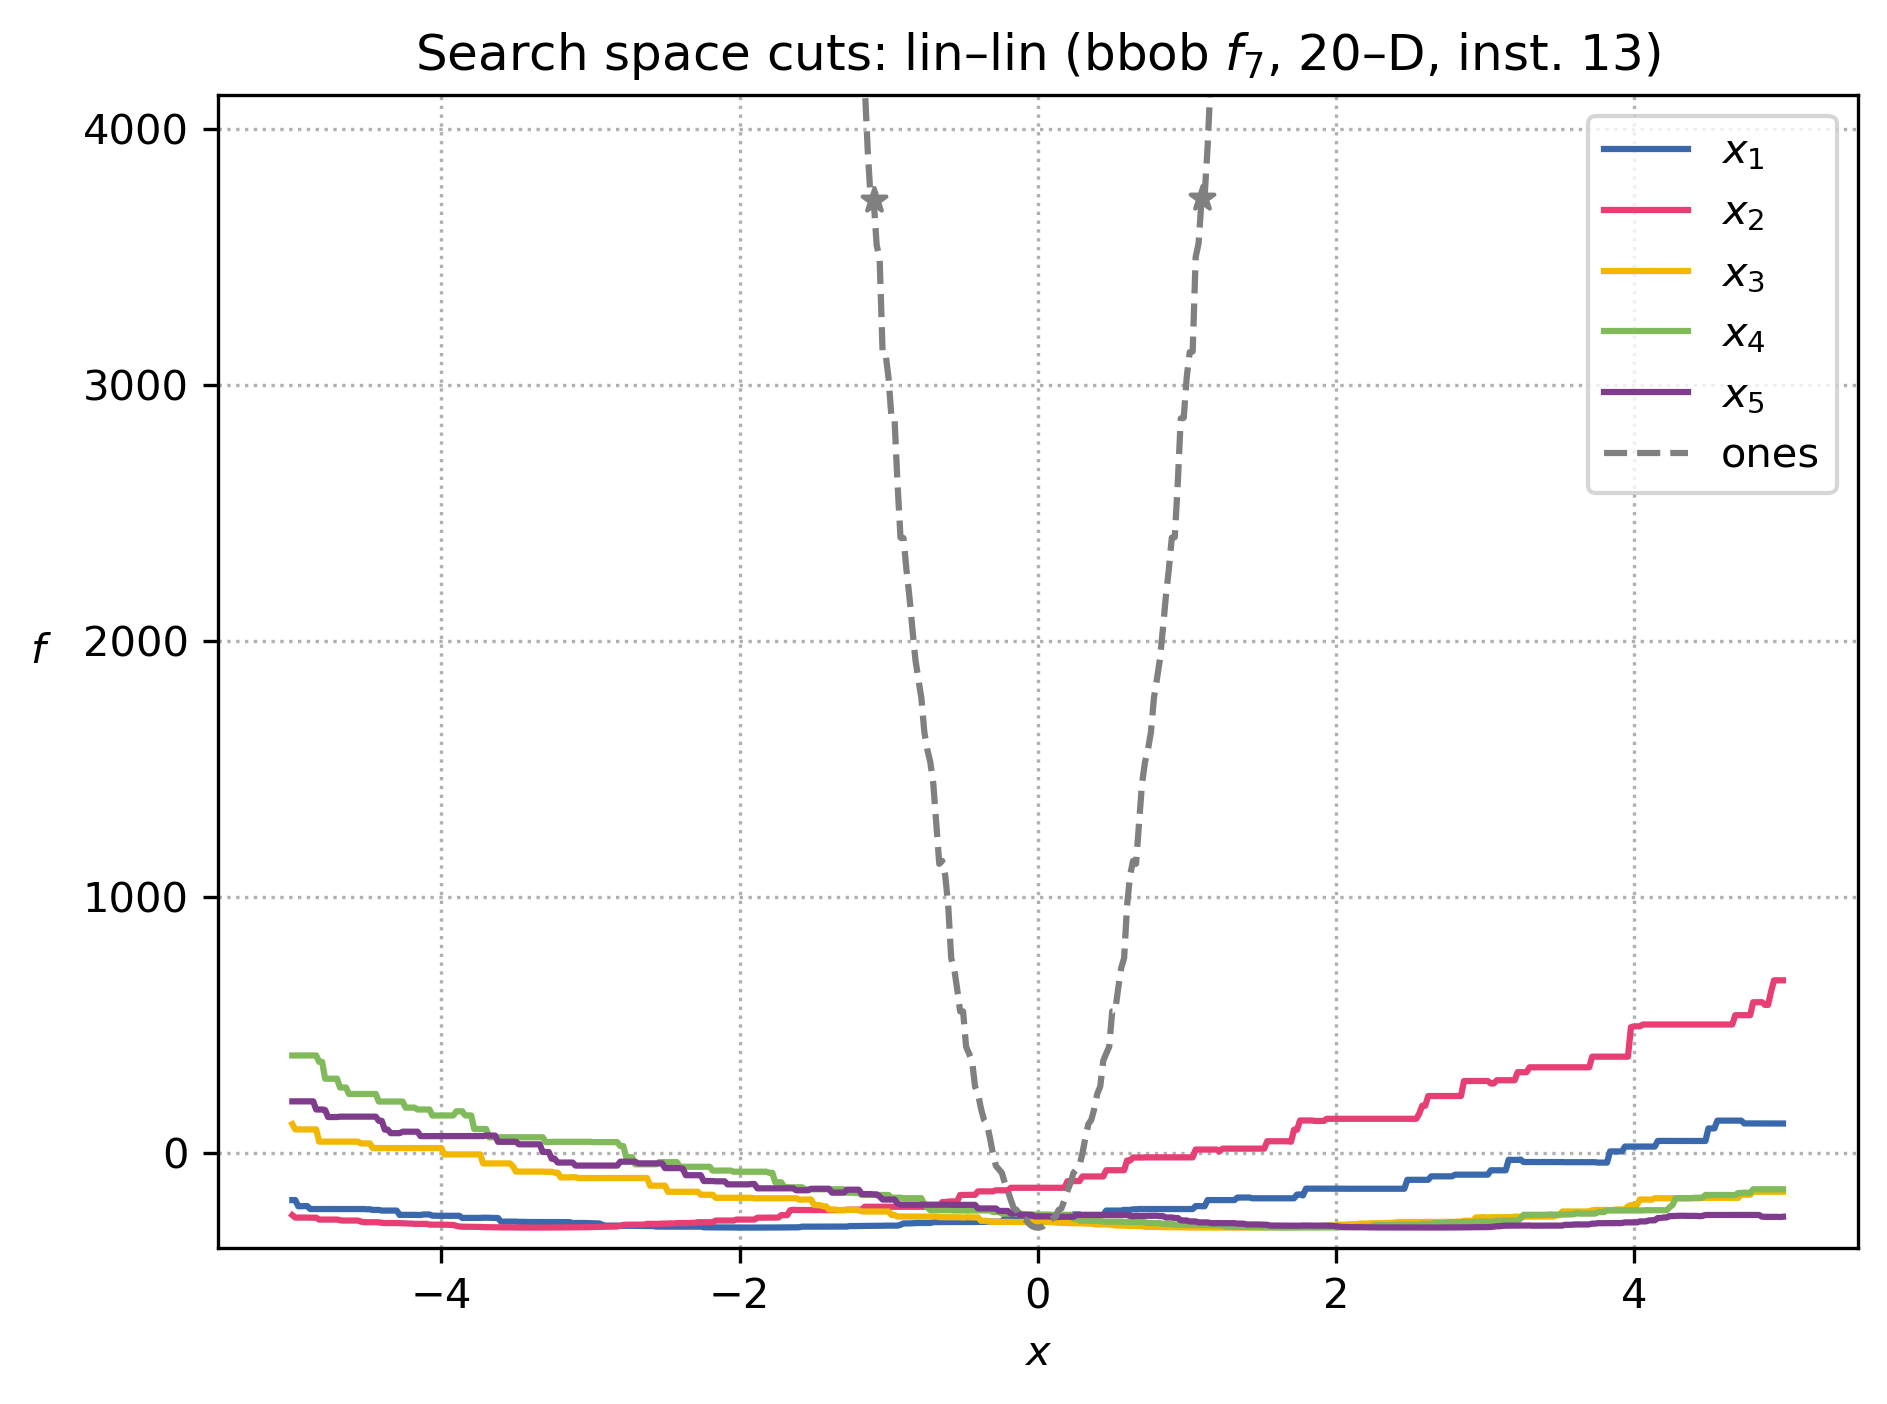 Search space cuts: lin–lin (bbob f₇, 20–D, inst. 13)
4000
3000
2000
1000
0
f
x₁
x₂
x₃
x₄
x₅
ones
−4 −2 0 2 4
x